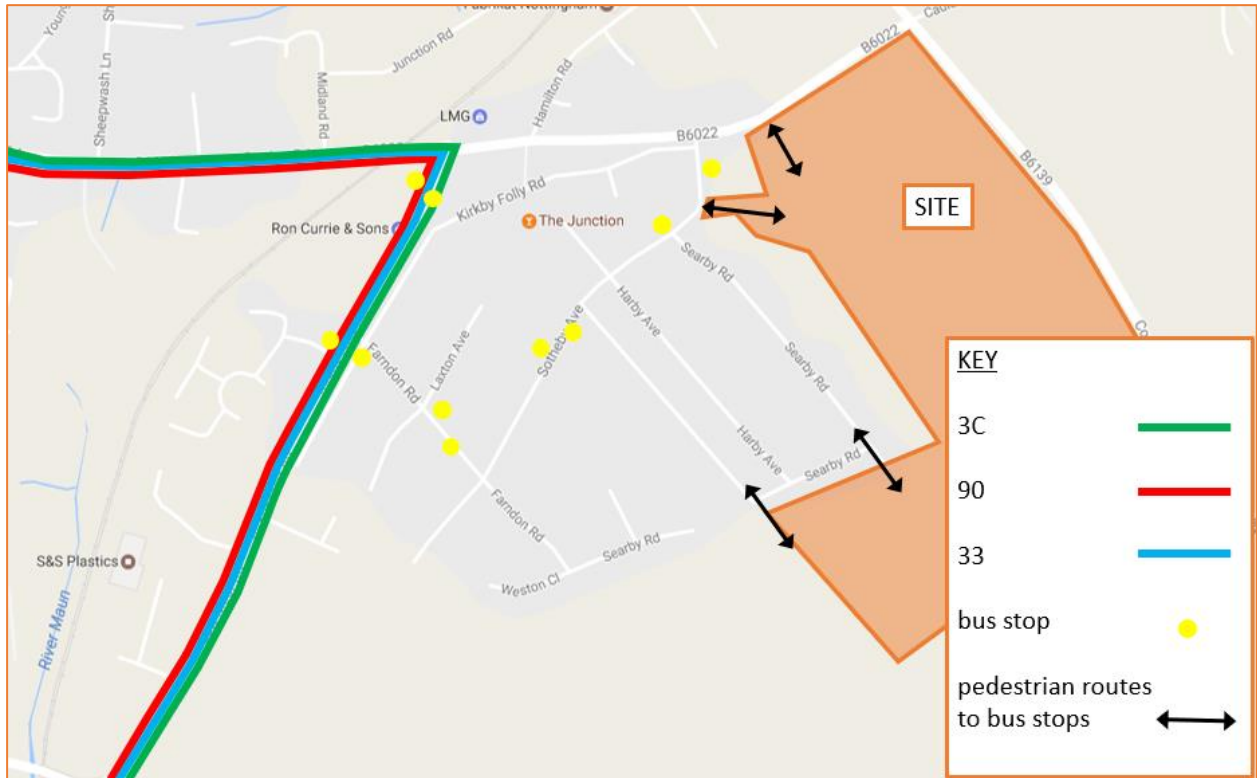 Fabrikat Nottingham
B6022
Junction Rd
Sheepwash Ln
Midland Rd
Hamilton Rd
LMG
B6022
B6139
Kirkby Folly Rd
SITE
Ron Currie & Sons
The Junction
Searby Rd
Harby Ave
Sotheby Ave
Farndon Rd
Laxton Ave
Searby Rd
Harby Ave
Searby Rd
Farndon Rd
Searby Rd
Weston Cl
S&S Plastics
River Maun
KEY
3C
90
33
bus stop
pedestrian routes
to bus stops